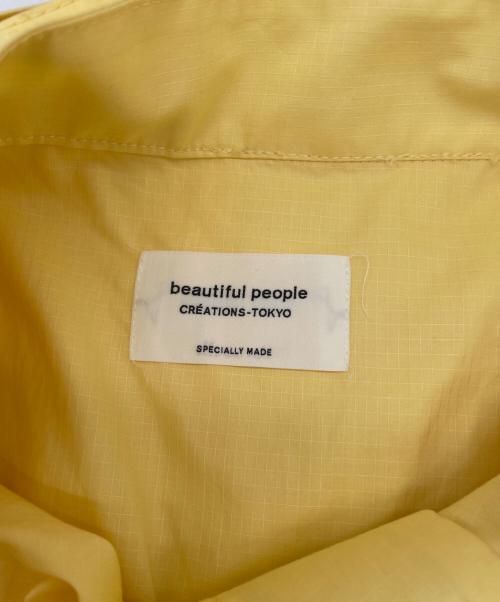 beautiful people
CRÉATIONS-TOKYO
SPECIALLY MADE